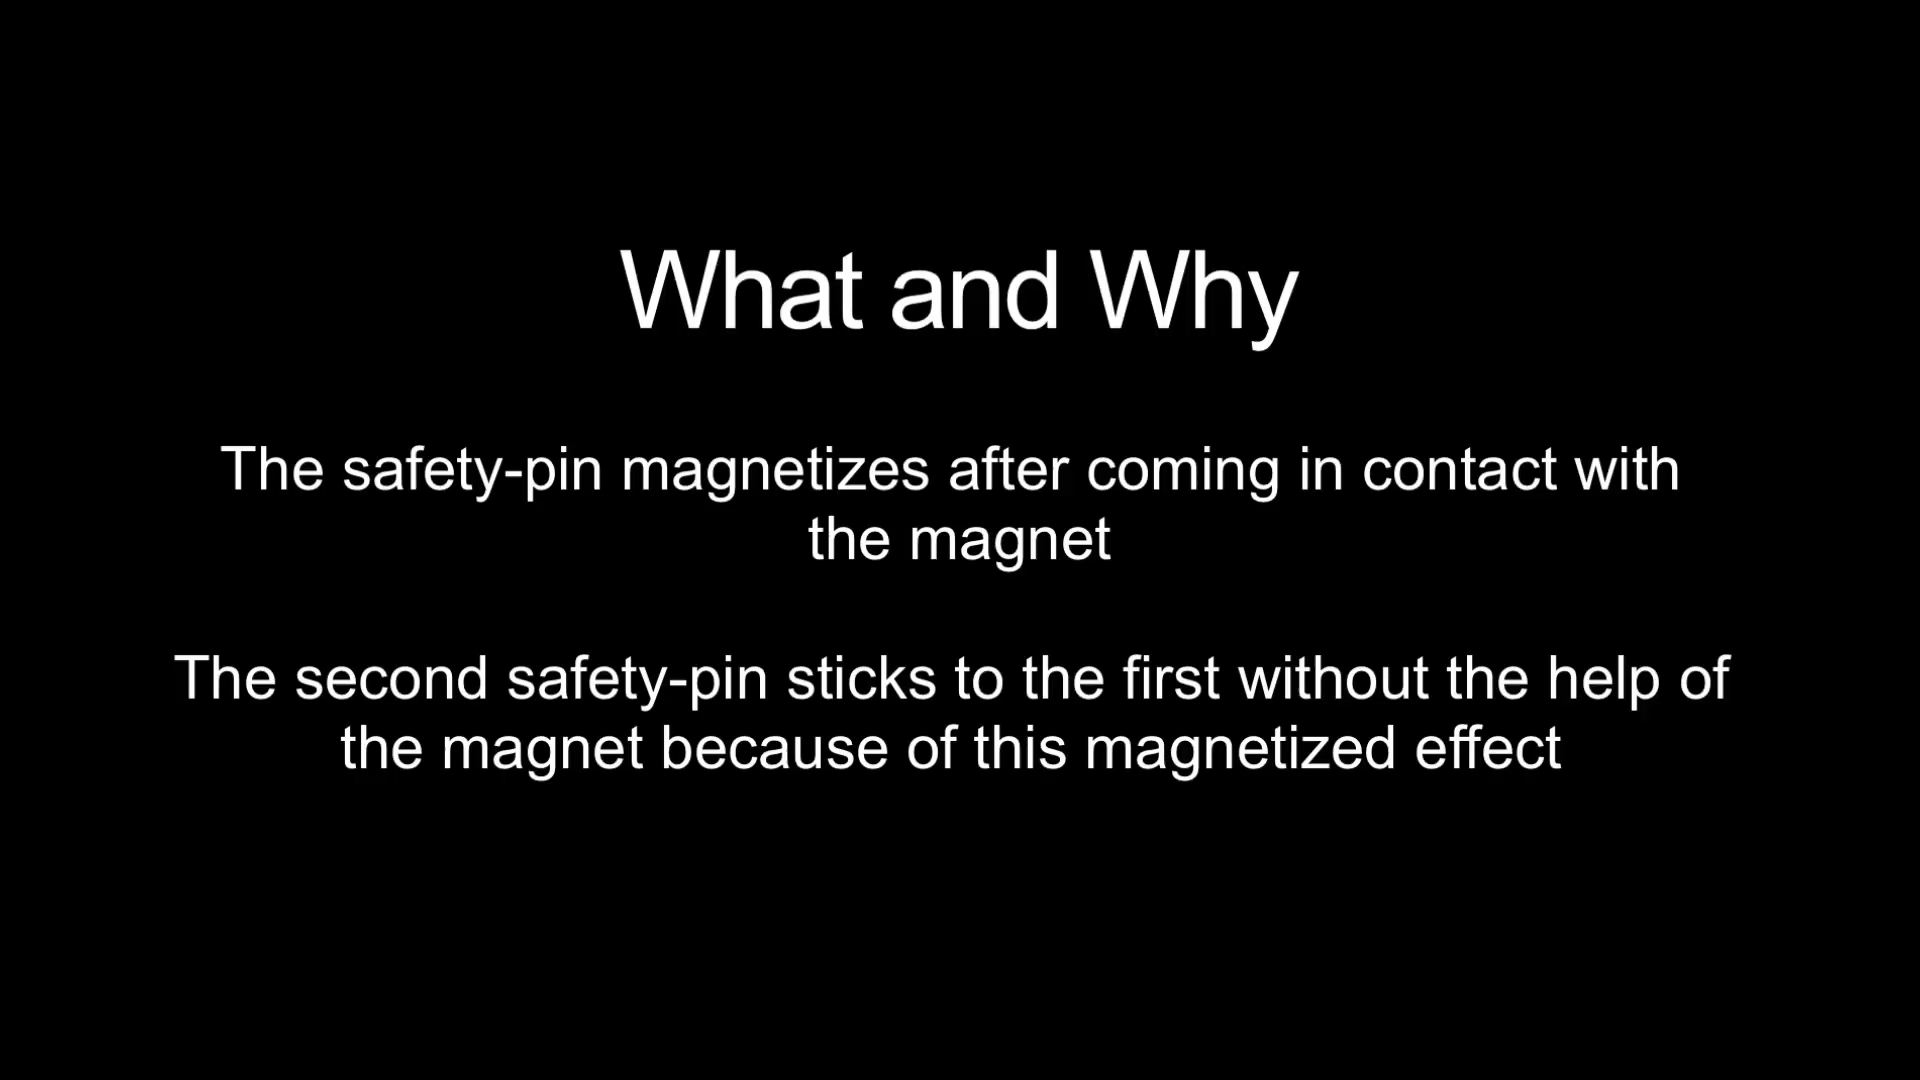 What and Why
The safety-pin magnetizes after coming in contact with
the magnet
The second safety-pin sticks to the first without the help of
the magnet because of this magnetized effect